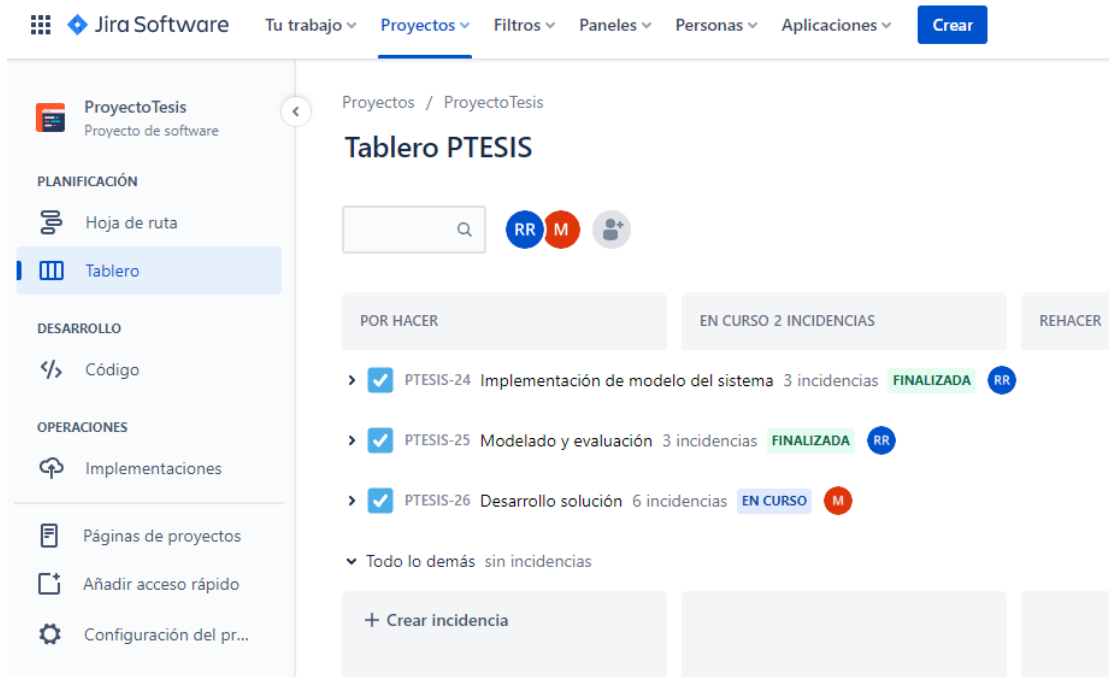 Jira Software Tu trabajo Proyectos Filtros Paneles Personas Aplicaciones Crear
ProyectoTesis
Proyecto de software
PLANIFICACIÓN
Hoja de ruta
Tablero
DESARROLLO
Código
OPERACIONES
Implementaciones
Páginas de proyectos
Añadir acceso rápido
Configuración del pr...
Proyectos / ProyectoTesis
Tablero PTESIS
RR M
POR HACER EN CURSO 2 INCIDENCIAS REHACER
PTESIS-24 Implementación de modelo del sistema 3 incidencias FINALIZADA RR
PTESIS-25 Modelado y evaluación 3 incidencias FINALIZADA RR
PTESIS-26 Desarrollo solución 6 incidencias EN CURSO M
Todo lo demás sin incidencias
+ Crear incidencia